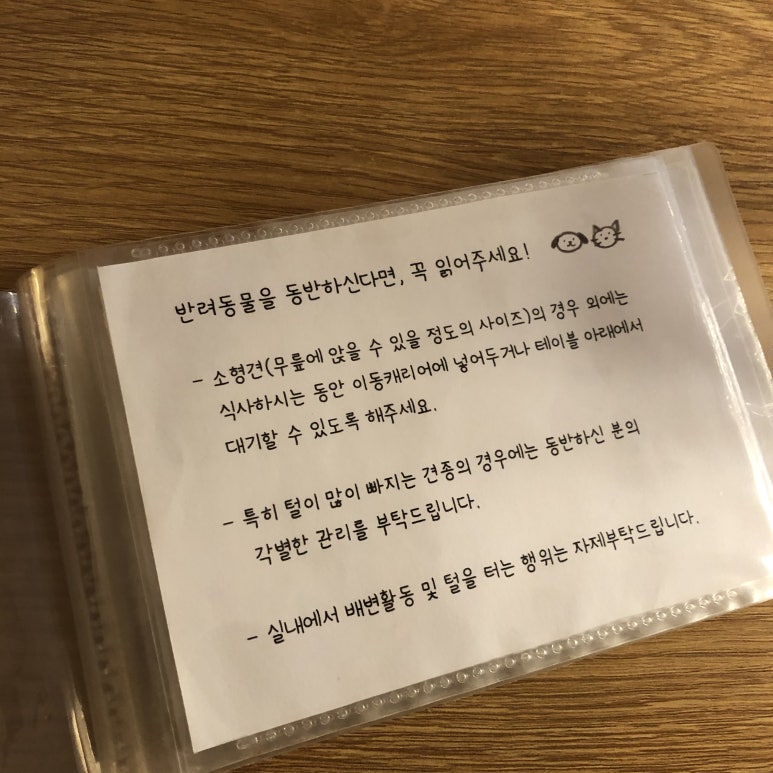 반려동물을 동반하신다면, 꼭 읽어주세요!
- 소형견(무릎에 앉을 수 있을 정도의 사이즈)의 경우 외에는
식사하시는 동안 이동캐리어에 넣어두거나 테이블 아래에서
대기할 수 있도록 해주세요.
- 특히 털이 많이 빠지는 견종의 경우에는 동반하신 분의
각별한 관리를 부탁드립니다.
- 실내에서 배변활동 및 털을 터는 행위는 자제부탁드립니다.